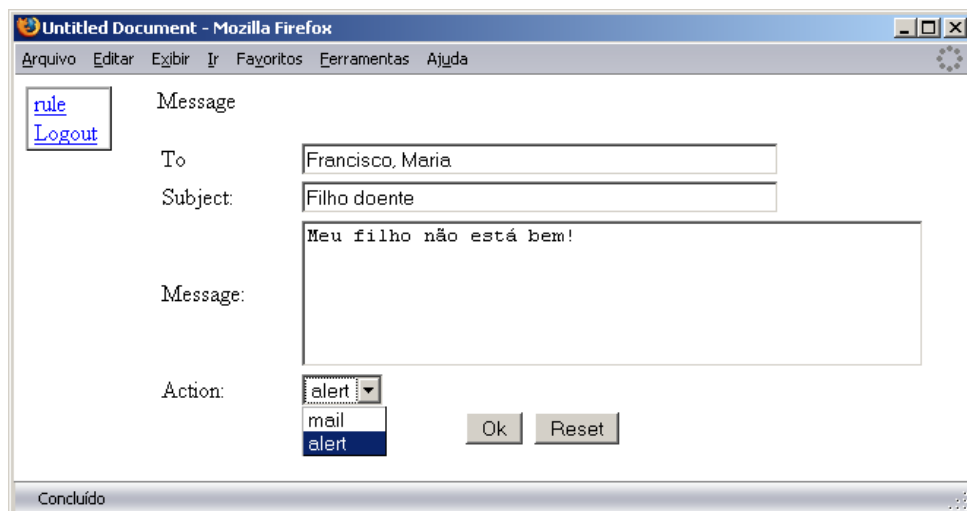 Untitled Document - Mozilla Firefox
Arquivo Editar Exibir Ir Favoritos Ferramentas Ajuda
rule
Logout
Message
To Francisco, Maria
Subject: Filho doente
Message: Meu filho não está bem!
Action: alert
mail
alert
Ok Reset
Concluído